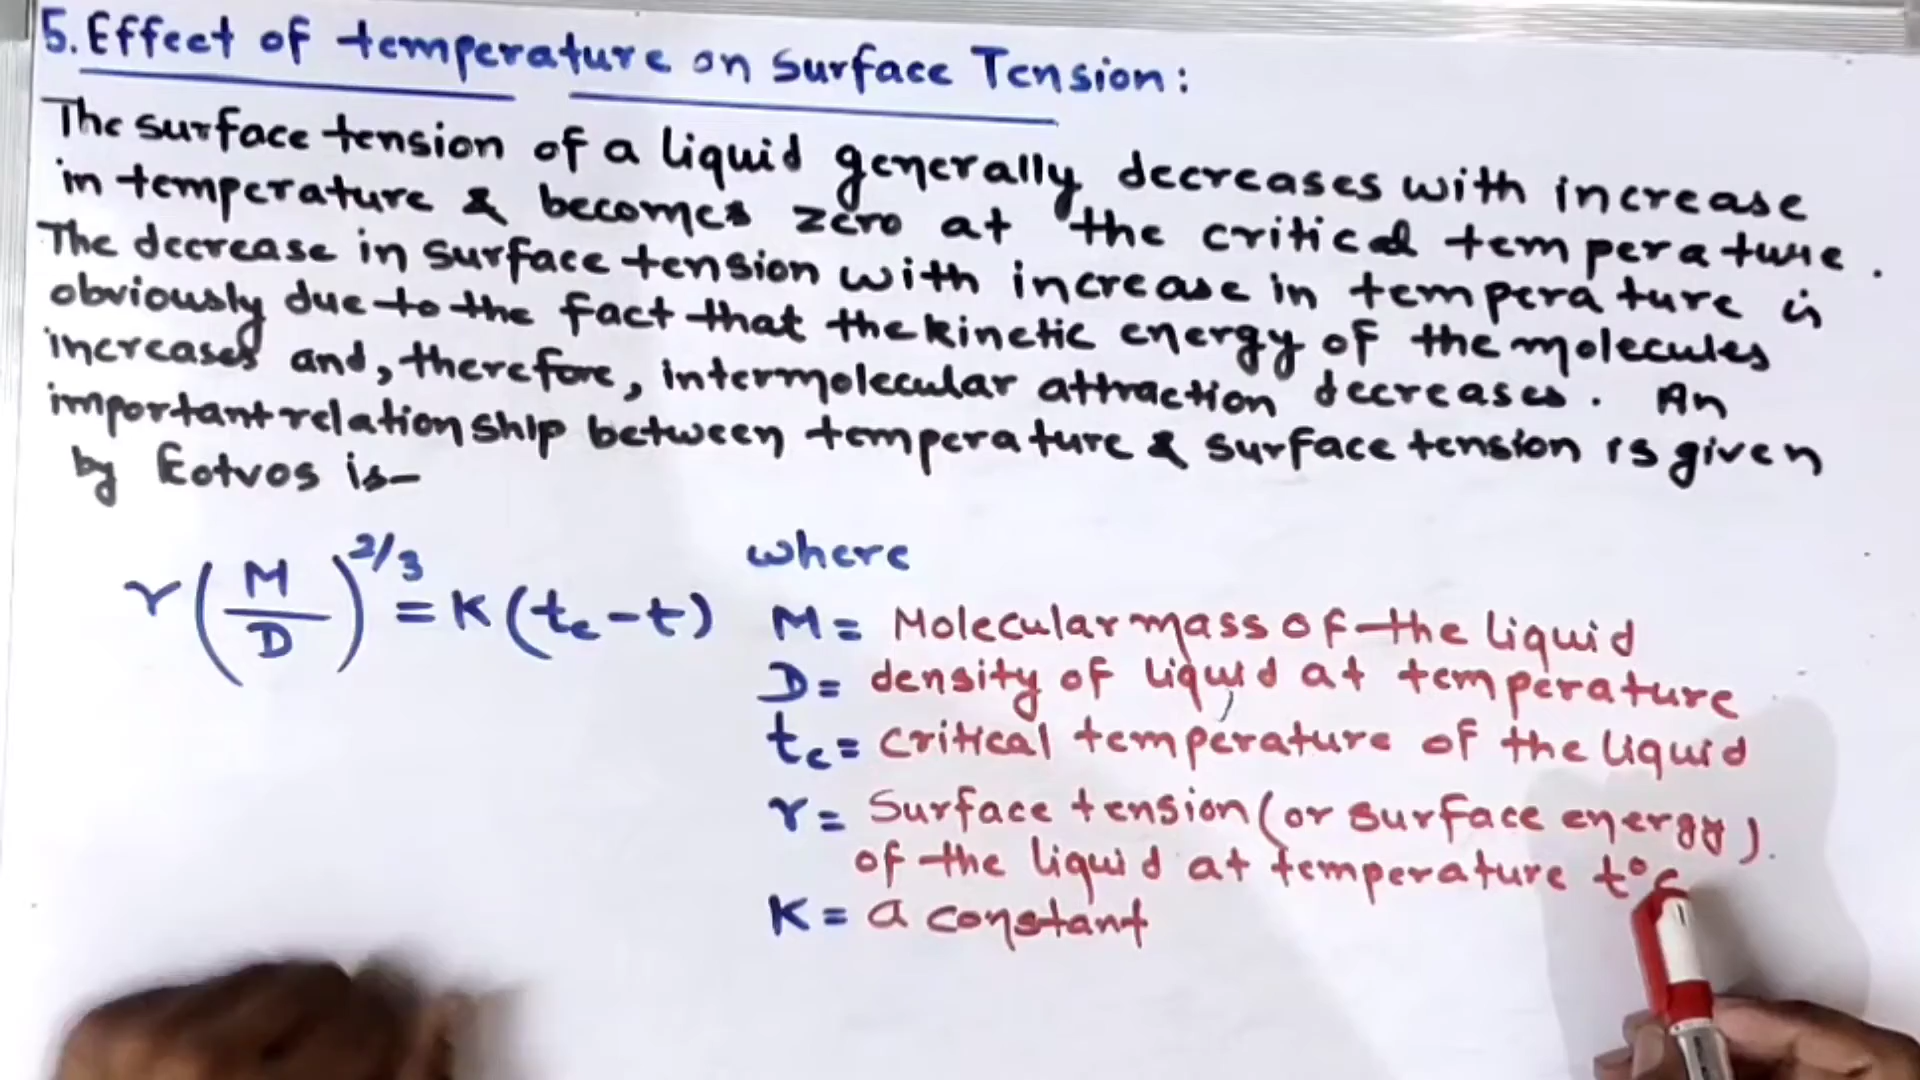 5. Effect of temperature on Surface Tension:
The surface tension of a liquid generally decreases with increase
in temperature & becomes zero at the critical temperature.
The decrease in surface tension with increase in temperature is
obviously due to the fact that the kinetic energy of the molecules
increases and, therefore, intermolecular attraction decreases. An
important relationship between temperature & surface tension is given
by Eotvos is-
γ(M/D)^2/3 = K(tc-t)
where
M = Molecular mass of the liquid
D = density of liquid at temperature
tc = critical temperature of the liquid
γ = Surface tension (or surface energy).
of the liquid at temperature t°C
K = a constant